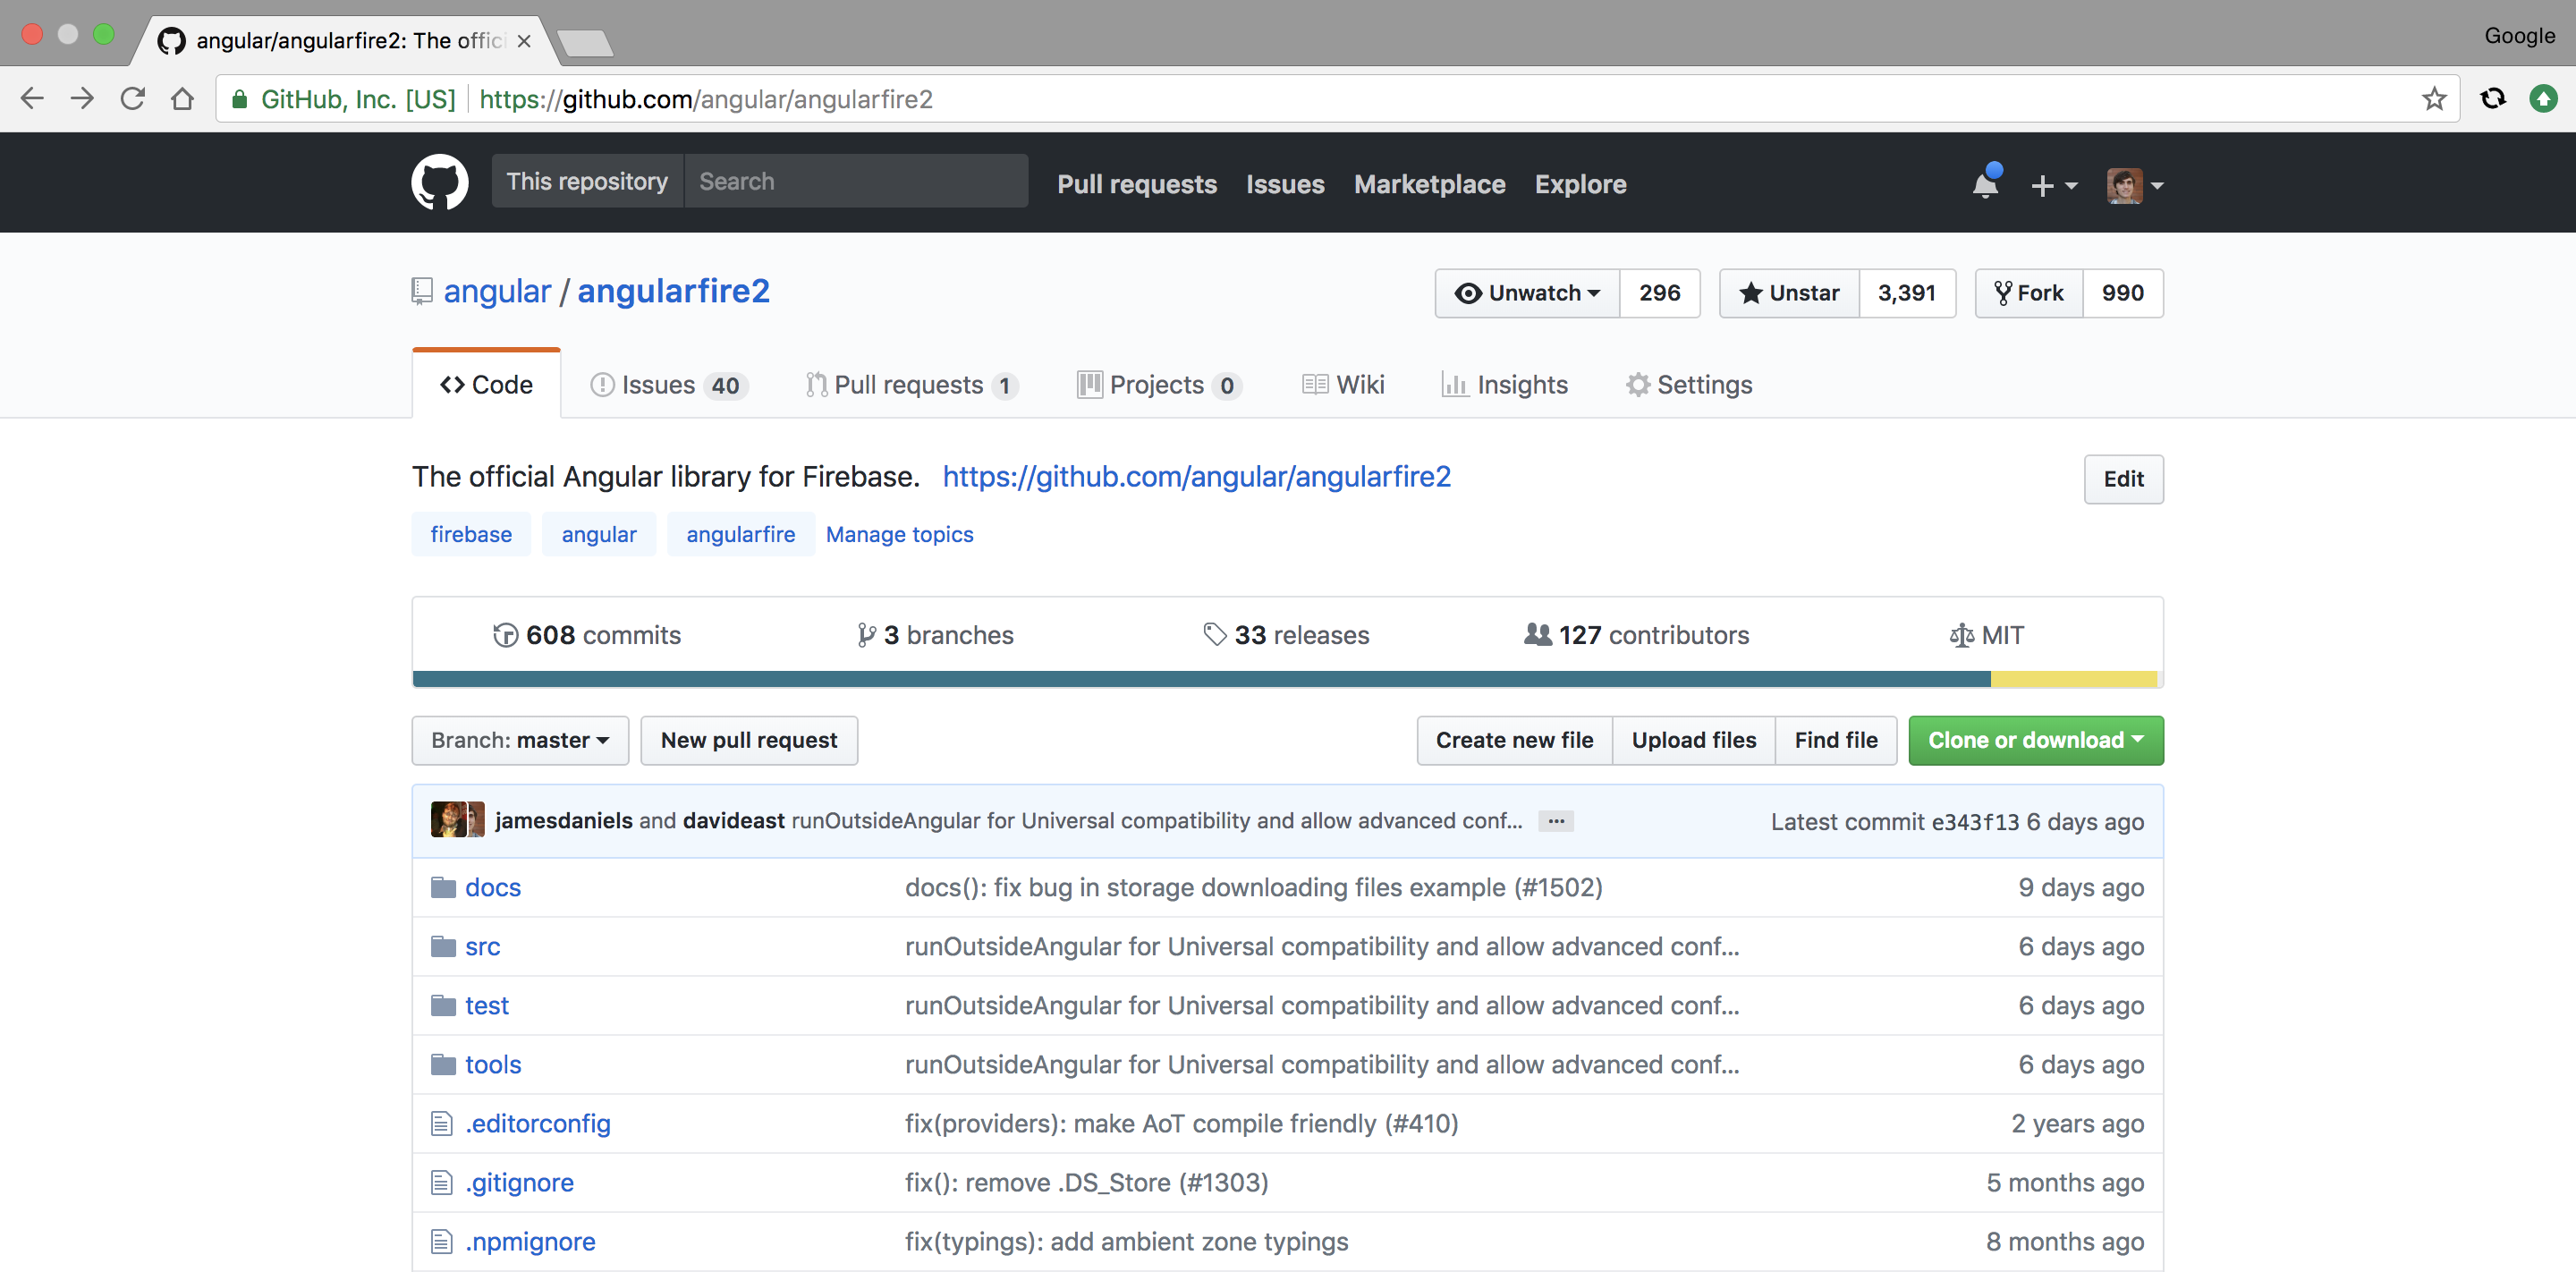 angular/angularfire2: The offici
Google
GitHub, Inc. [US] https://github.com/angular/angularfire2
This repository Search Pull requests Issues Marketplace Explore
angular / angularfire2 Unwatch 296 Unstar 3,391 Fork 990
Code Issues 40 Pull requests 1 Projects 0 Wiki Insights Settings
The official Angular library for Firebase. https://github.com/angular/angularfire2 Edit
firebase angular angularfire Manage topics
608 commits 3 branches 33 releases 127 contributors MIT
Branch: master New pull request Create new file Upload files Find file Clone or download
jamesdaniels and davideast runOutsideAngular for Universal compatibility and allow advanced conf... ... Latest commit e343f13 6 days ago
docs docs(): fix bug in storage downloading files example (#1502) 9 days ago
src runOutsideAngular for Universal compatibility and allow advanced conf... 6 days ago
test runOutsideAngular for Universal compatibility and allow advanced conf... 6 days ago
tools runOutsideAngular for Universal compatibility and allow advanced conf... 6 days ago
.editorconfig fix(providers): make AoT compile friendly (#410) 2 years ago
.gitignore fix(): remove .DS_Store (#1303) 5 months ago
.npmignore fix(typings): add ambient zone typings 8 months ago